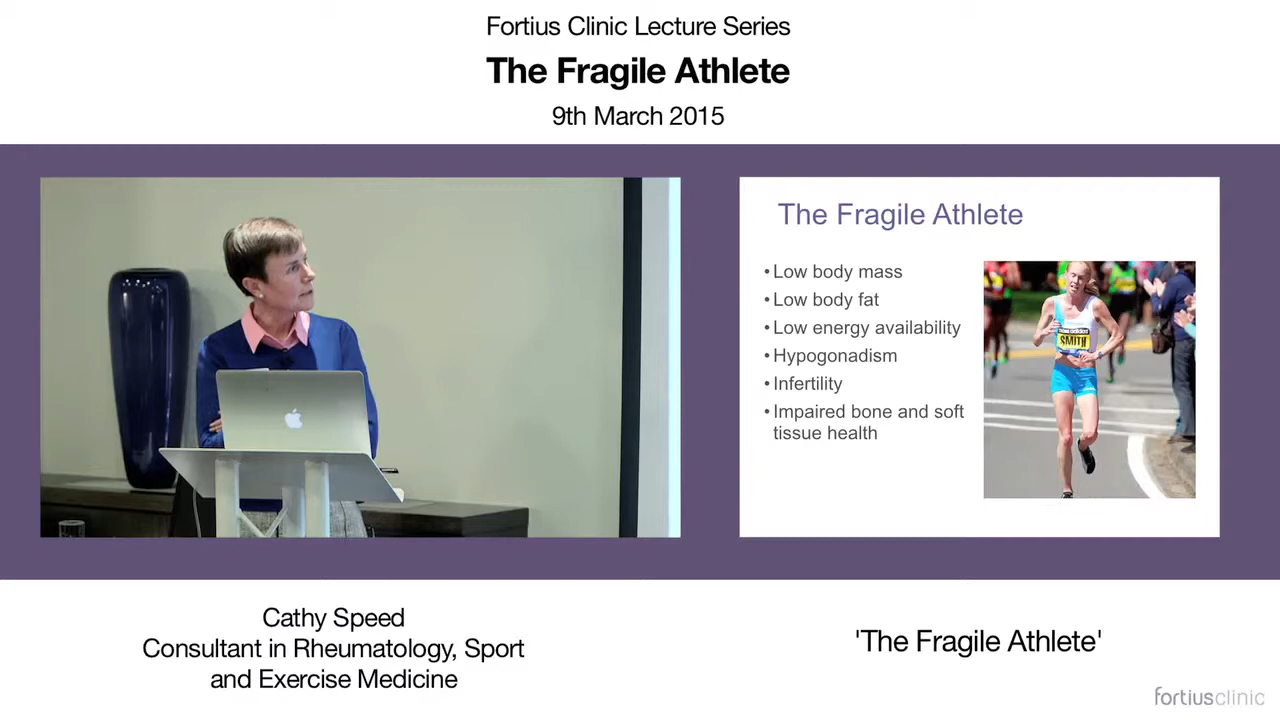 Fortius Clinic Lecture Series
The Fragile Athlete
9th March 2015
The Fragile Athlete
• Low body mass
• Low body fat
• Low energy availability
• Hypogonadism
• Infertility
• Impaired bone and soft
tissue health
SMITH
Cathy Speed
Consultant in Rheumatology, Sport
and Exercise Medicine
'The Fragile Athlete'
fortiusclinic